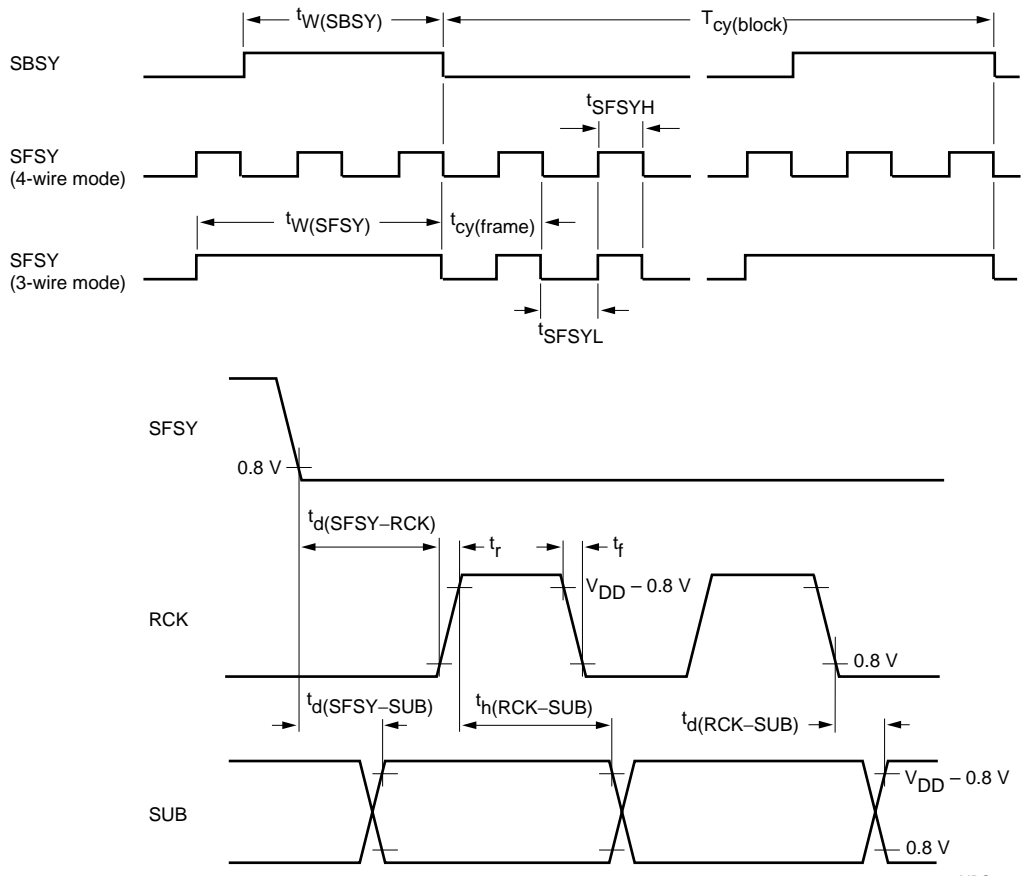 tW(SBSY)
Tcy(block)
SBSY
tSFSYH
SFSY
(4-wire mode)
tW(SFSY)
tcy(frame)
SFSY
(3-wire mode)
tSFSYL
SFSY
0.8 V
td(SFSY–RCK)
tr
tf
VDD – 0.8 V
RCK
0.8 V
td(SFSY–SUB)
th(RCK–SUB)
td(RCK–SUB)
VDD – 0.8 V
SUB
0.8 V